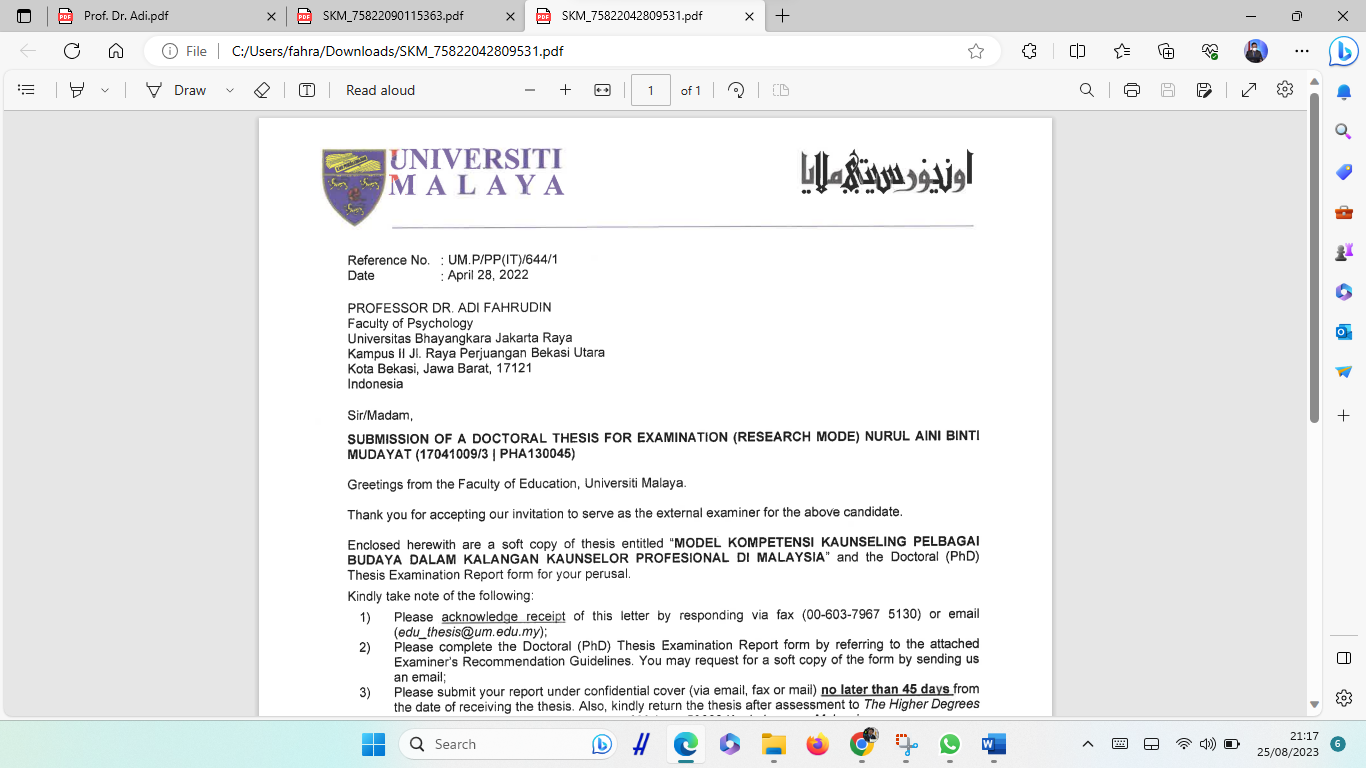 Prof. Dr. Adi.pdf
SKM_75822090115363.pdf
SKM_75822042809531.pdf
File
C:/Users/fahra/Downloads/SKM_75822042809531.pdf
Draw
Read aloud
1
of 1
UNIVERSITI
MALAYA
اونيۏرسيتي ملايا
Reference No. : UM.P/PP(IT)/644/1
Date : April 28, 2022
PROFESSOR DR. ADI FAHRUDIN
Faculty of Psychology
Universitas Bhayangkara Jakarta Raya
Kampus II Jl. Raya Perjuangan Bekasi Utara
Kota Bekasi, Jawa Barat, 17121
Indonesia
Sir/Madam,
SUBMISSION OF A DOCTORAL THESIS FOR EXAMINATION (RESEARCH MODE) NURUL AINI BINTI
MUDAYAT (17041009/3 | PHA130045)
Greetings from the Faculty of Education, Universiti Malaya.
Thank you for accepting our invitation to serve as the external examiner for the above candidate.
Enclosed herewith are a soft copy of thesis entitled “MODEL KOMPETENSI KAUNSELING PELBAGAI
BUDAYA DALAM KALANGAN KAUNSELOR PROFESIONAL DI MALAYSIA” and the Doctoral (PhD)
Thesis Examination Report form for your perusal.
Kindly take note of the following:
1) Please acknowledge receipt of this letter by responding via fax (00-603-7967 5130) or email
(edu_thesis@um.edu.my);
2) Please complete the Doctoral (PhD) Thesis Examination Report form by referring to the attached
Examiner's Recommendation Guidelines. You may request for a soft copy of the form by sending us
an email;
3) Please submit your report under confidential cover (via email, fax or mail) no later than 45 days from
the date of receiving the thesis. Also, kindly return the thesis after assessment to The Higher Degrees
Search
21:17
25/08/2023
6